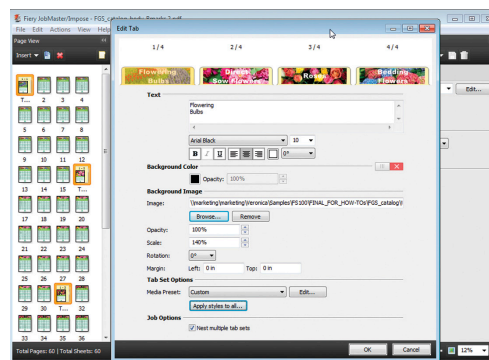 Fiery JobMaster/Impose - FGS_catalog_body_8marks 2.pdf
File Edit Actions View Help
Edit Tab
Page View
Insert
1/4 2/4 3/4 4/4
Flowering Bulbs
Direct Sow Flowers
Roses
Bedding Flowers
Text
Flowering
Bulbs
Arial Black 10
B I U 0°
Background Color
Opacity: 100%
Background Image
Image: \\marketing\marketing\Veronica\Samples\FS100\FINAL_FOR_HOW-TOs\FGS_catalog\I
Browse... Remove
Opacity: 100%
Scale: 140%
Rotation: 0°
Margin: Left: 0 in Top: 0 in
Tab Set Options
Media Preset: Custom Edit...
Apply styles to all...
Job Options
Nest multiple tab sets
OK Cancel
Edit...
T... 2 3 4
5 6 7 8
9 10 11 12
13 14 15 T...
17 18 19 20
21 22 23 24
25 26 27 28
29 30 T... 32
33 34 35 36
Total Pages: 60 | Total Sheets: 60
12%